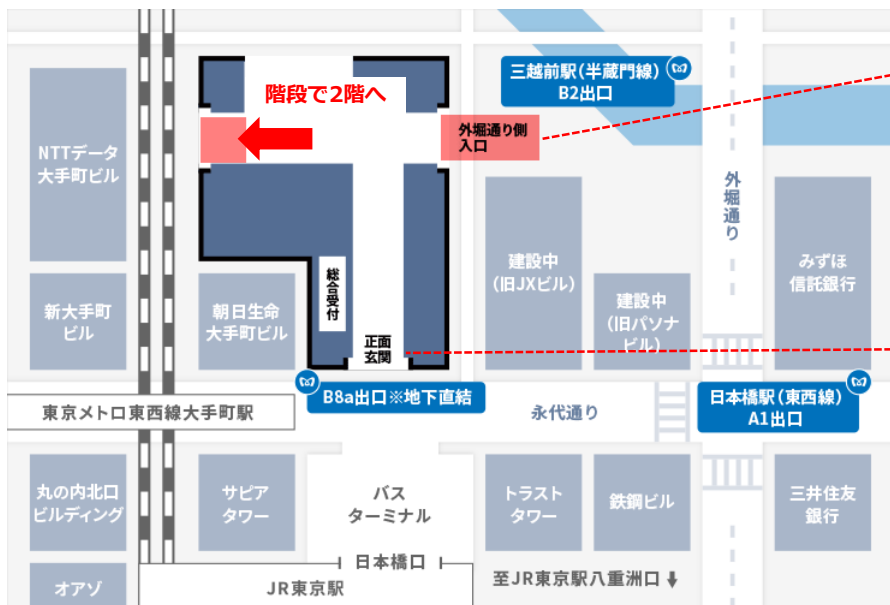 三越前駅(半蔵門線)
B2出口
階段で2階へ
外堀通り側
入口
NTTデータ
大手町ビル
外堀通り
建設中
(旧JXビル)
みずほ
信託銀行
総合受付
新大手町
ビル
朝日生命
大手町ビル
建設中
(旧パソナ
ビル)
正面
玄関
東京メトロ東西線大手町駅
B8a出口※地下直結
永代通り
日本橋駅(東西線)
A1出口
丸の内北口
ビルディング
サピア
タワー
バス
ターミナル
トラスト
タワー
鉄鋼ビル
三井住友
銀行
日本橋口
オアゾ
JR東京駅
至JR東京駅八重洲口⬇